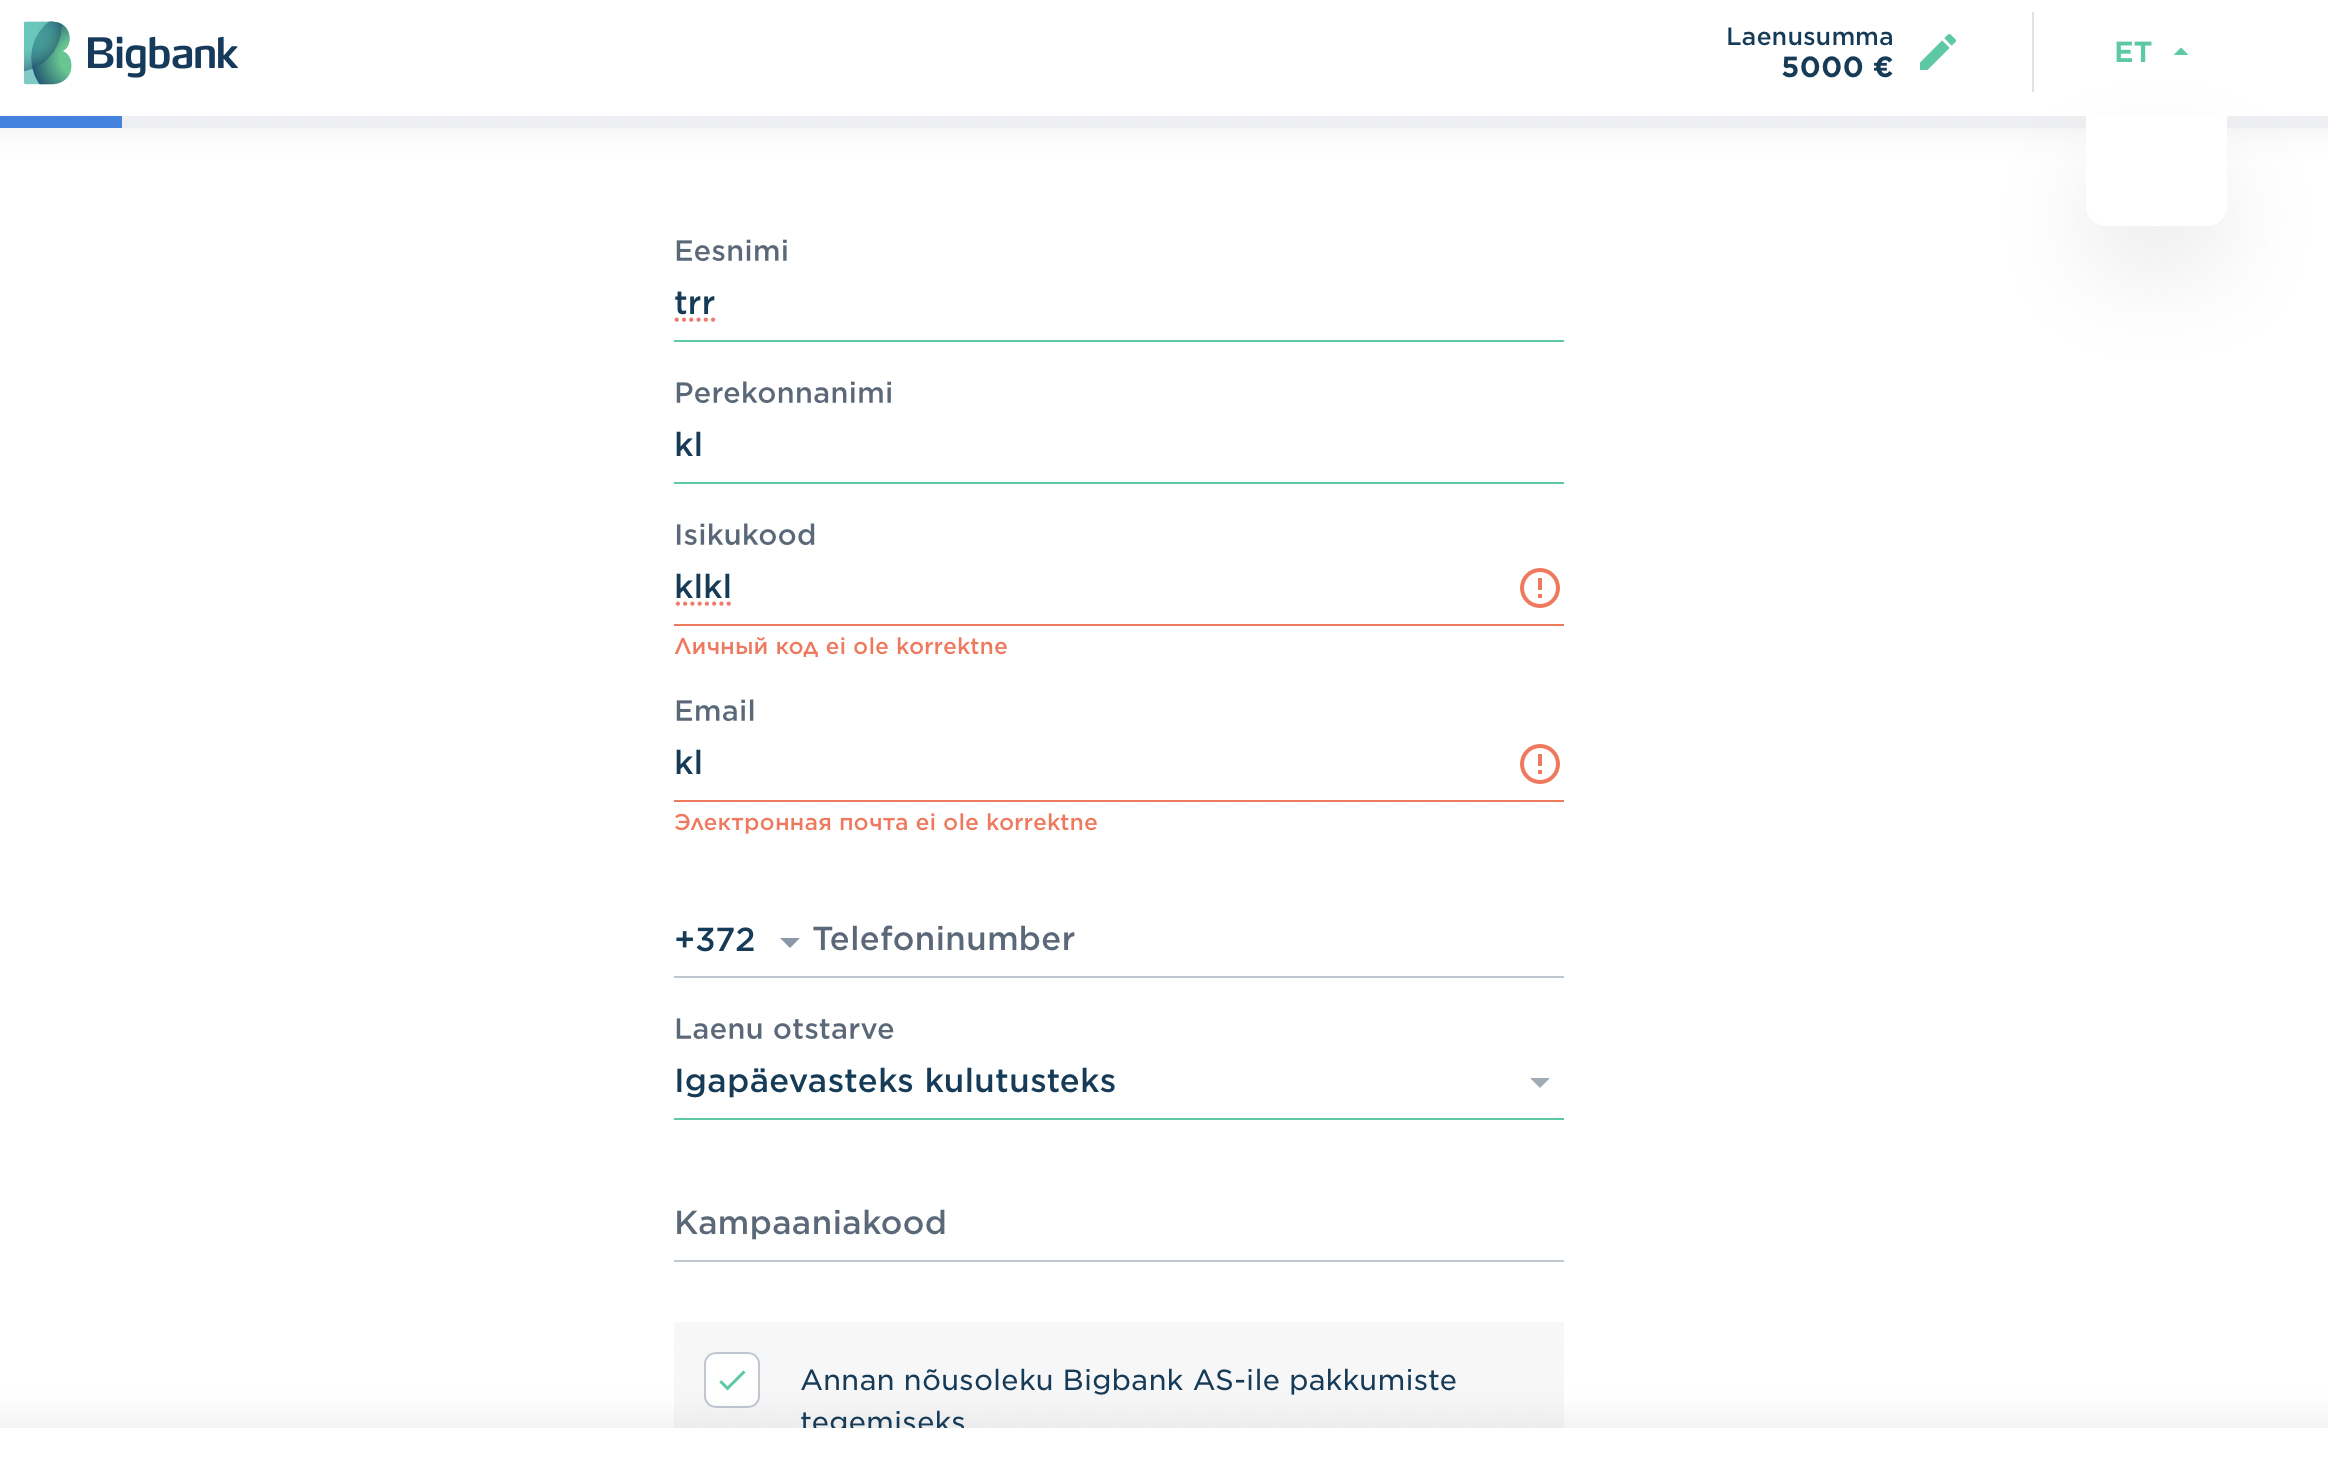 Bigbank
Laenusumma
5000 €
ET
Eesnimi
trr
Perekonnanimi
kl
Isikukood
klkl
Личный код ei ole korrektne
Email
kl
Электронная почта ei ole korrektne
+372 Telefoninumber
Laenu otstarve
Igapäevasteks kulutusteks
Kampaaniakood
Annan nõusoleku Bigbank AS-ile pakkumiste
tegemiseks